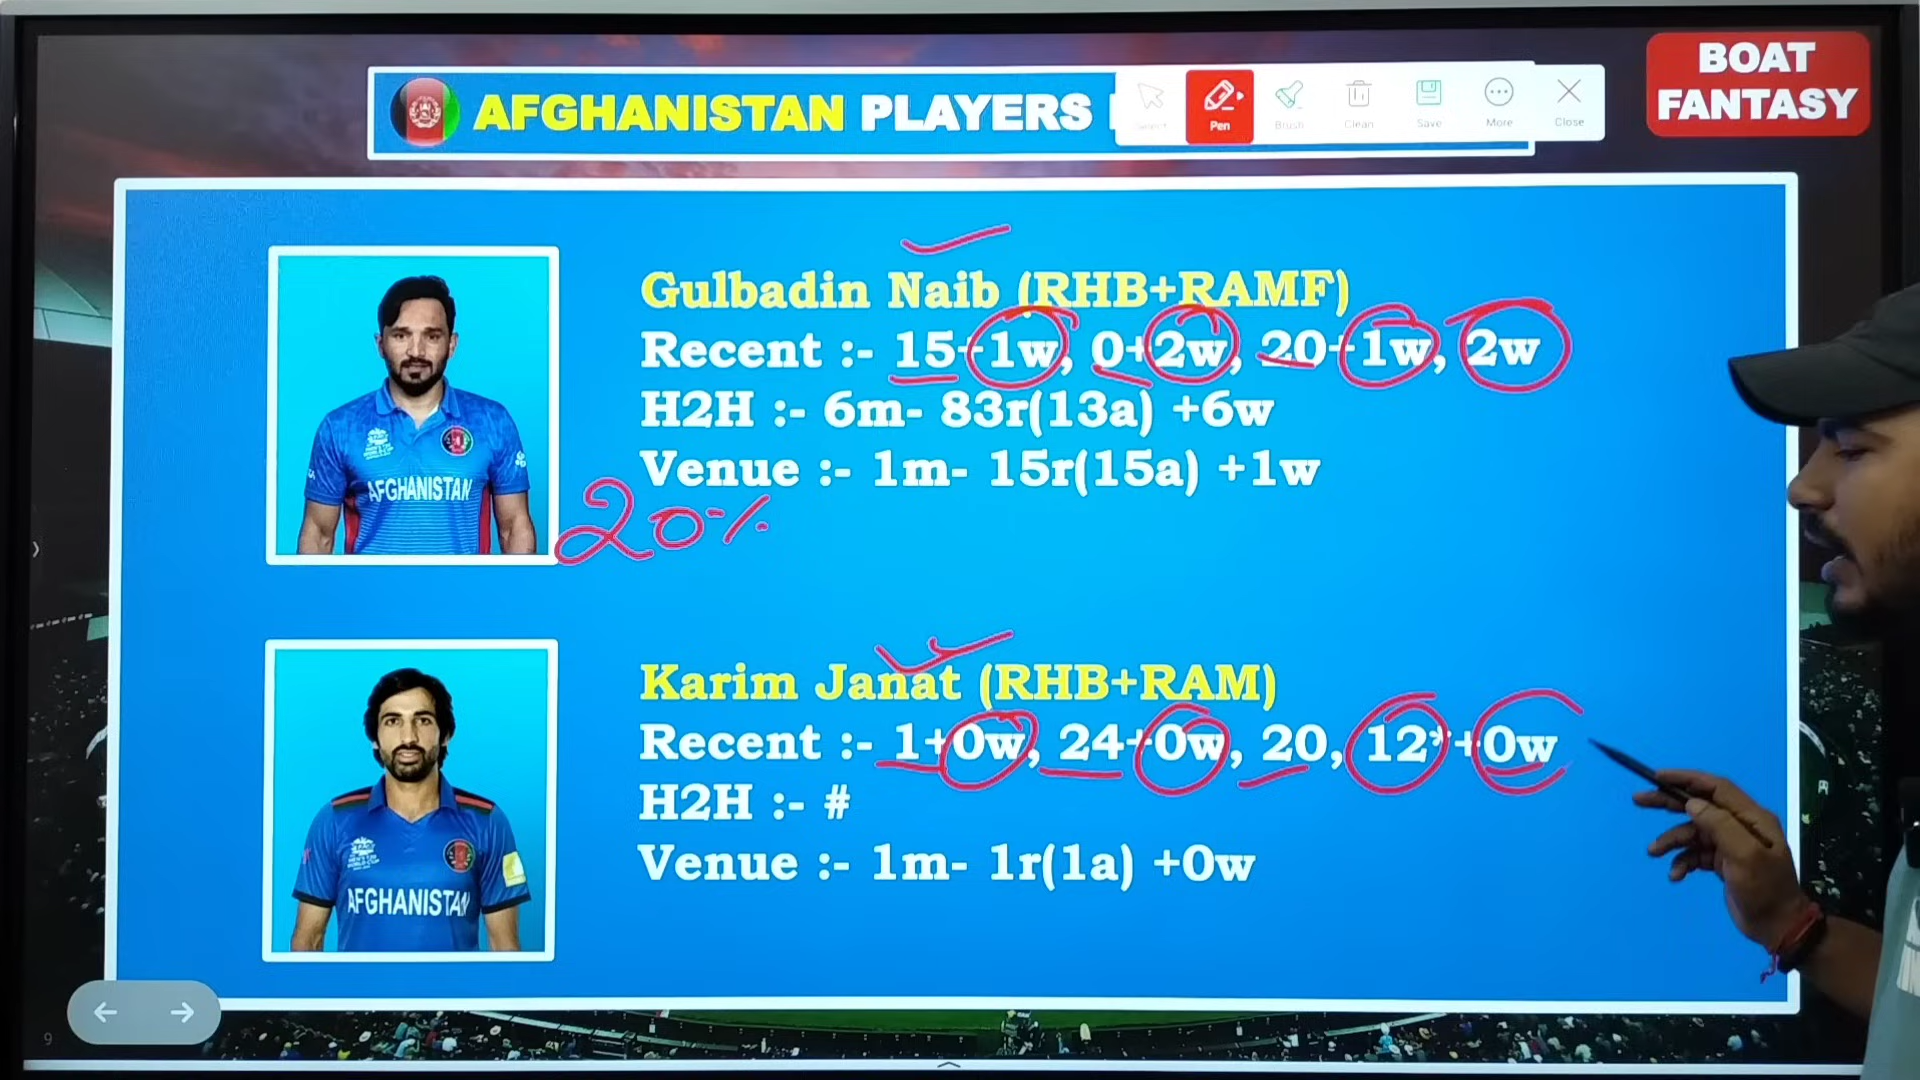 BOAT
FANTASY
AFGHANISTAN PLAYERS
Select
Pen
Brush
Clean
Save
More
Close
Gulbadin Naib (RHB+RAMF)
Recent :- 15+1w, 0+2w, 20+1w, 2w
H2H :- 6m- 83r(13a) +6w
Venue :- 1m- 15r(15a) +1w
20%
AFGHANISTAN
Karim Janat (RHB+RAM)
Recent :- 1+0w, 24+0w, 20, 12*+0w
H2H :- #
Venue :- 1m- 1r(1a) +0w
AFGHANISTAN
9